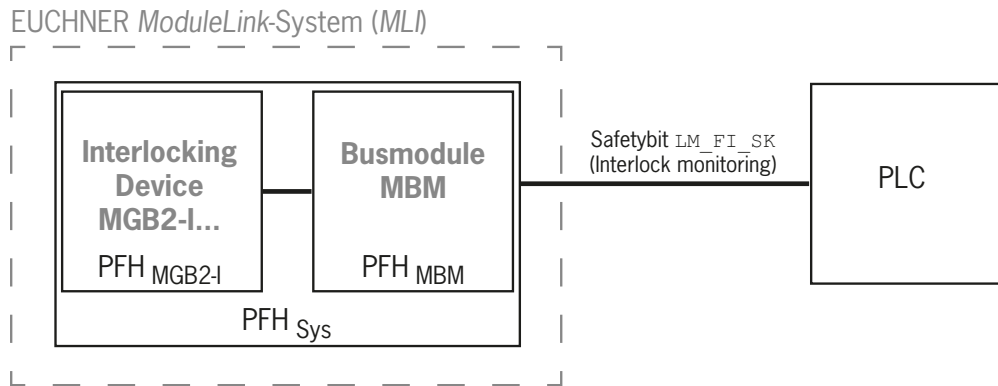 EUCHNER ModuleLink-System (MLI)
Interlocking
Device
MGB2-I...
PFH MGB2-I
Busmodule
MBM
PFH MBM
PFH Sys
Safetybit LM_FI_SK
(Interlock monitoring)
PLC